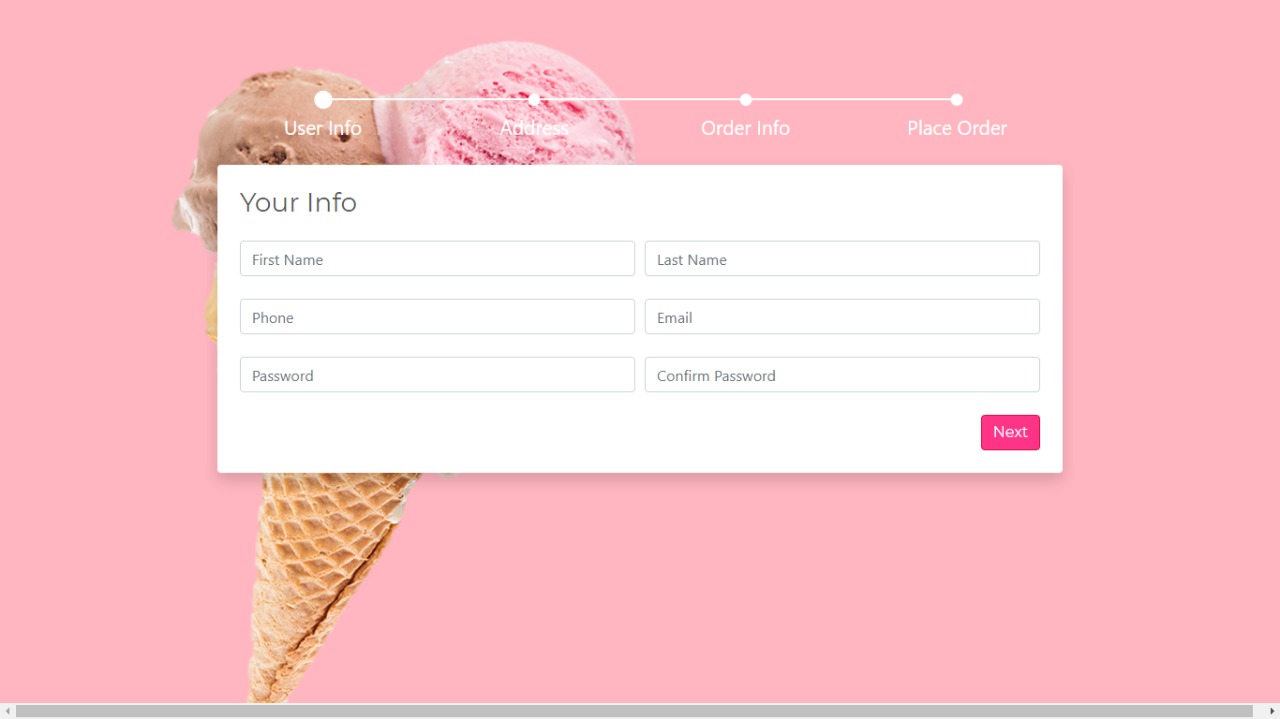 User Info Address Order Info Place Order
Your Info
First Name Last Name
Phone Email
Password Confirm Password
Next